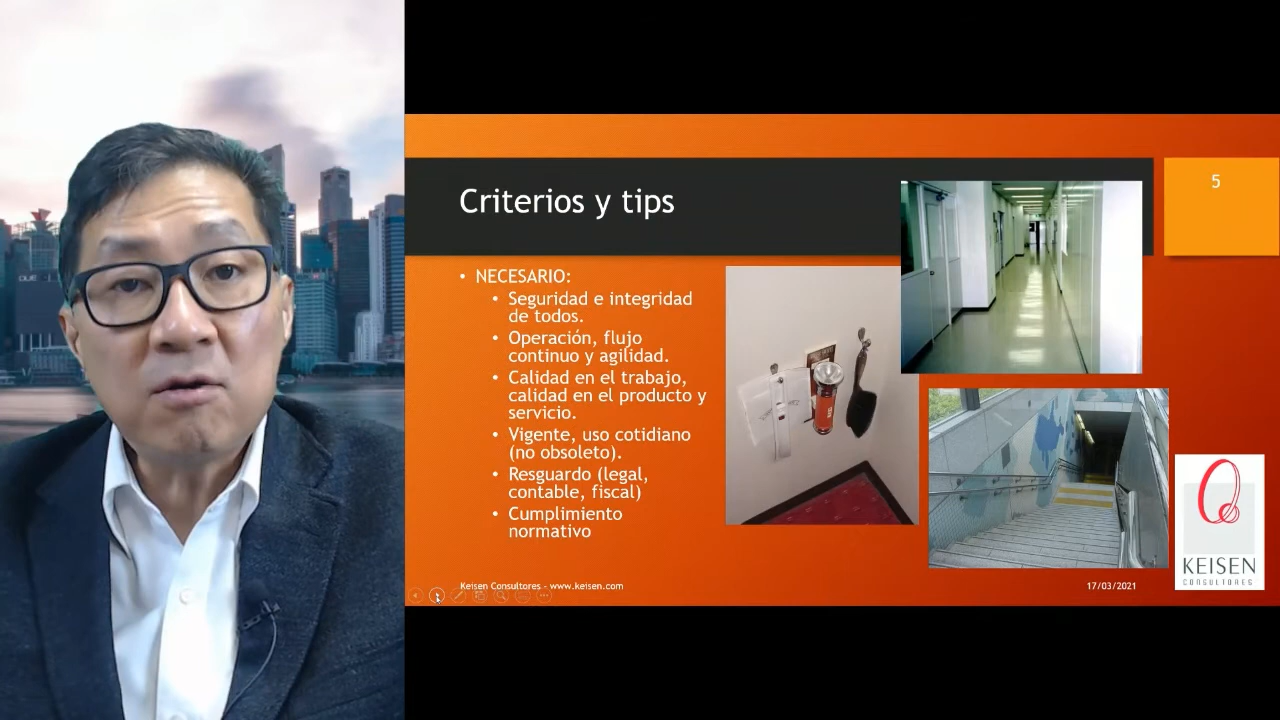 Criterios y tips
5
• NECESARIO:
• Seguridad e integridad
de todos.
• Operación, flujo
continuo y agilidad.
• Calidad en el trabajo,
calidad en el producto y
servicio.
• Vigente, uso cotidiano
(no obsoleto).
• Resguardo (legal,
contable, fiscal)
• Cumplimiento
normativo
KEISEN
CONSULTORES
Keisen Consultores - www.keisen.com
17/03/2021